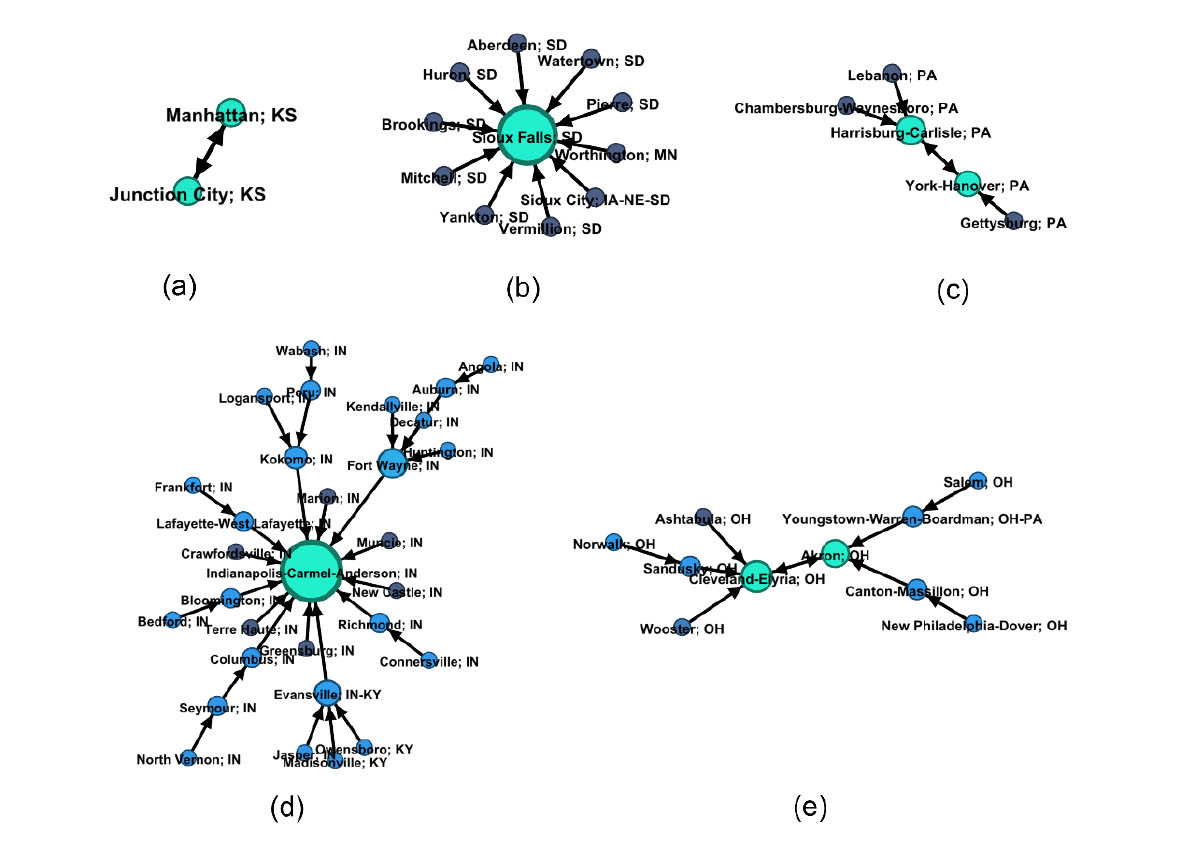 Manhattan; KS
Junction City; KS
(a)
Aberdeen; SD
Watertown; SD
Huron; SD
Pierre; SD
Brookings; SD
Sioux Falls; SD
Worthington; MN
Mitchell; SD
Sioux City; IA-NE-SD
Yankton; SD
Vermillion; SD
(b)
Lebanon; PA
Chambersburg-Waynesboro; PA
Harrisburg-Carlisle; PA
York-Hanover; PA
Gettysburg; PA
(c)
Wabash; IN
Angola; IN
Peru; IN
Auburn; IN
Logansport; IN
Kendallville; IN
Decatur; IN
Huntington; IN
Kokomo; IN
Fort Wayne; IN
Frankfort; IN
Marion; IN
Lafayette-West Lafayette; IN
Muncie; IN
Crawfordsville; IN
Indianapolis-Carmel-Anderson; IN
New Castle; IN
Bloomington; IN
Bedford; IN
Terre Haute; IN
Richmond; IN
Greensburg; IN
Columbus; IN
Connersville; IN
Evansville; IN-KY
Seymour; IN
Owensboro; KY
Jasper; IN
North Vernon; IN
Madisonville; KY
(d)
Salem; OH
Ashtabula; OH
Youngstown-Warren-Boardman; OH-PA
Norwalk; OH
Akron; OH
Sandusky; OH
Cleveland-Elyria; OH
Canton-Massillon; OH
Wooster; OH
New Philadelphia-Dover; OH
(e)